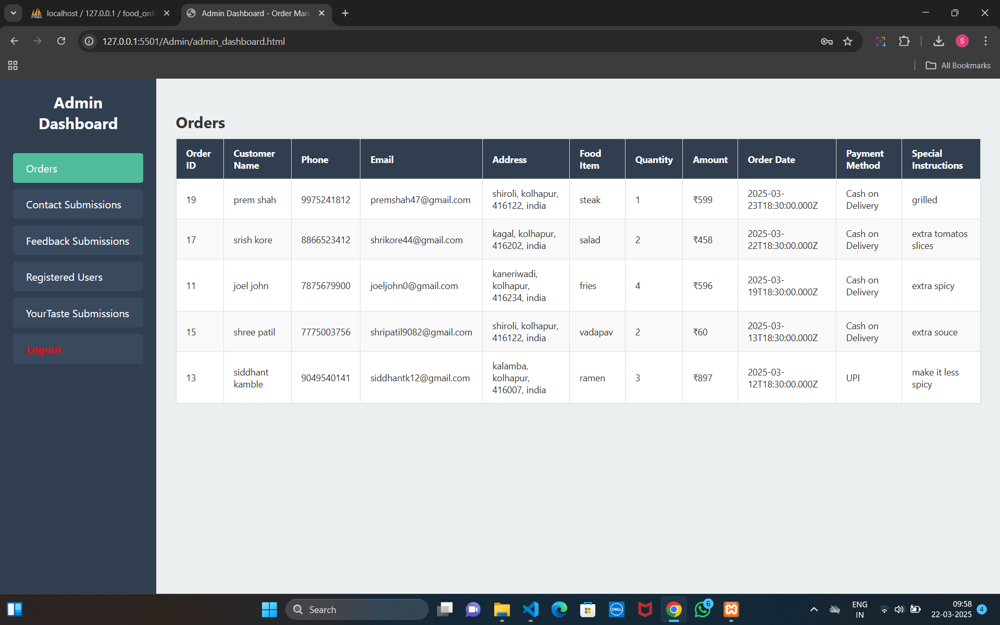 localhost / 127.0.0.1 / food_ord
Admin Dashboard - Order Man
127.0.0.1:5501/Admin/admin_dashboard.html
S
All Bookmarks
Admin
Dashboard
Orders
Contact Submissions
Feedback Submissions
Registered Users
YourTaste Submissions
Logout
Orders
Order ID Customer Name Phone Email Address Food Item Quantity Amount Order Date Payment Method Special Instructions
19 prem shah 9975241812 premshah47@gmail.com shiroli, kolhapur, 416122, india steak 1 ₹599 2025-03-23T18:30:00.000Z Cash on Delivery grilled
17 srish kore 8866523412 shrikore44@gmail.com kagal, kolhapur, 416202, india salad 2 ₹458 2025-03-22T18:30:00.000Z Cash on Delivery extra tomatos slices
11 joel john 7875679900 joeljohn0@gmail.com kaneriwadi, kolhapur, 416234, india fries 4 ₹596 2025-03-19T18:30:00.000Z Cash on Delivery extra spicy
15 shree patil 7775003756 shripatil9082@gmail.com shiroli, kolhapur, 416122, india vadapav 2 ₹60 2025-03-13T18:30:00.000Z Cash on Delivery extra souce
13 siddhant kamble 9049540141 siddhantk12@gmail.com kalamba, kolhapur, 416007, india ramen 3 ₹897 2025-03-12T18:30:00.000Z UPI make it less spicy
Search
DELL
6
ENG
IN
09:58
22-03-2025
4